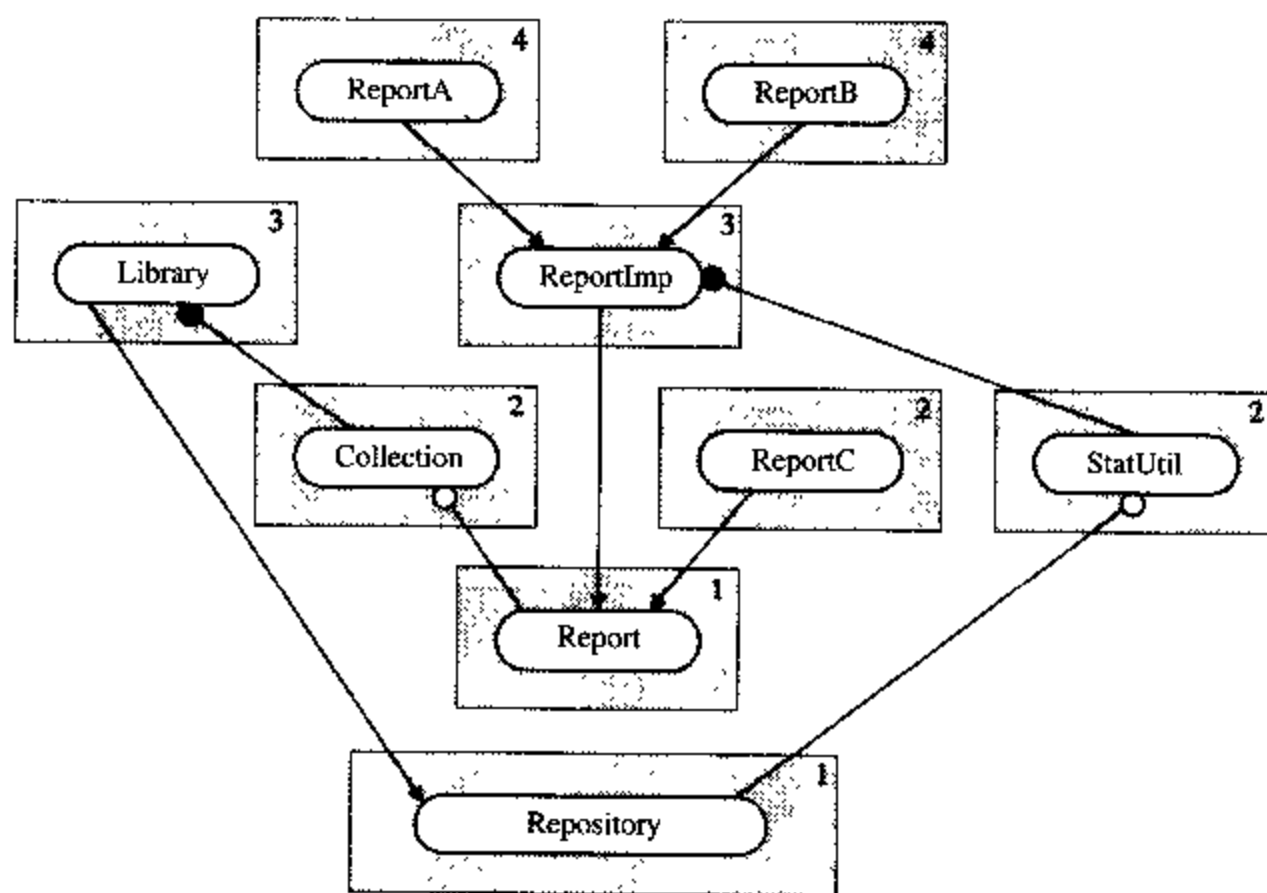 4
ReportA
4
ReportB
3
Library
3
ReportImp
2
Collection
2
ReportC
2
StatUtil
1
Report
1
Repository